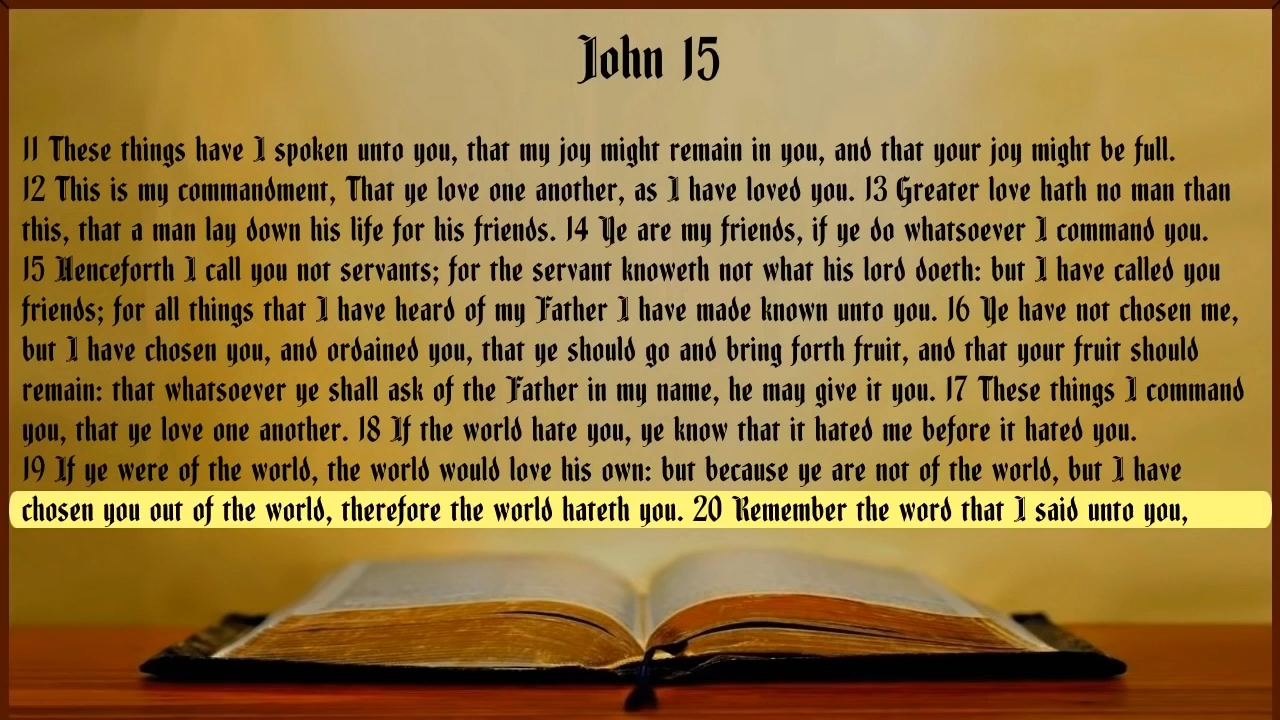 John 15
11 These things have I spoken unto you, that my joy might remain in you, and that your joy might be full.
12 This is my commandment, That ye love one another, as I have loved you. 13 Greater love hath no man than
this, that a man lay down his life for his friends. 14 Ye are my friends, if ye do whatsoever I command you.
15 Henceforth I call you not servants; for the servant knoweth not what his lord doeth: but I have called you
friends; for all things that I have heard of my Father I have made known unto you. 16 Ye have not chosen me,
but I have chosen you, and ordained you, that ye should go and bring forth fruit, and that your fruit should
remain: that whatsoever ye shall ask of the Father in my name, he may give it you. 17 These things I command
you, that ye love one another. 18 If the world hate you, ye know that it hated me before it hated you.
19 If ye were of the world, the world would love his own: but because ye are not of the world, but I have
chosen you out of the world, therefore the world hateth you. 20 Remember the word that I said unto you,